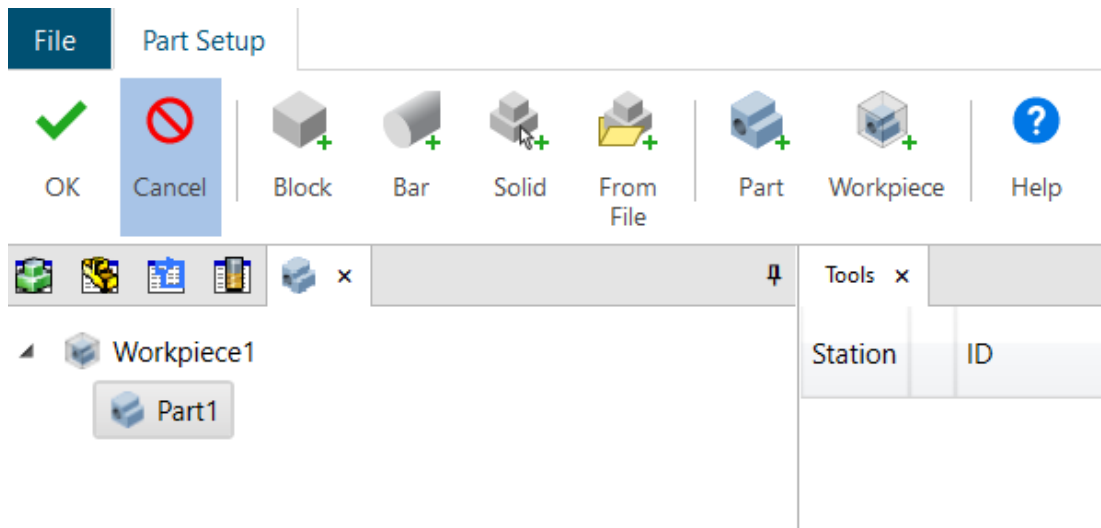 File Part Setup
OK Cancel Block Bar Solid From Part Workpiece Help
File
Tools
Workpiece1
Station ID
Part1